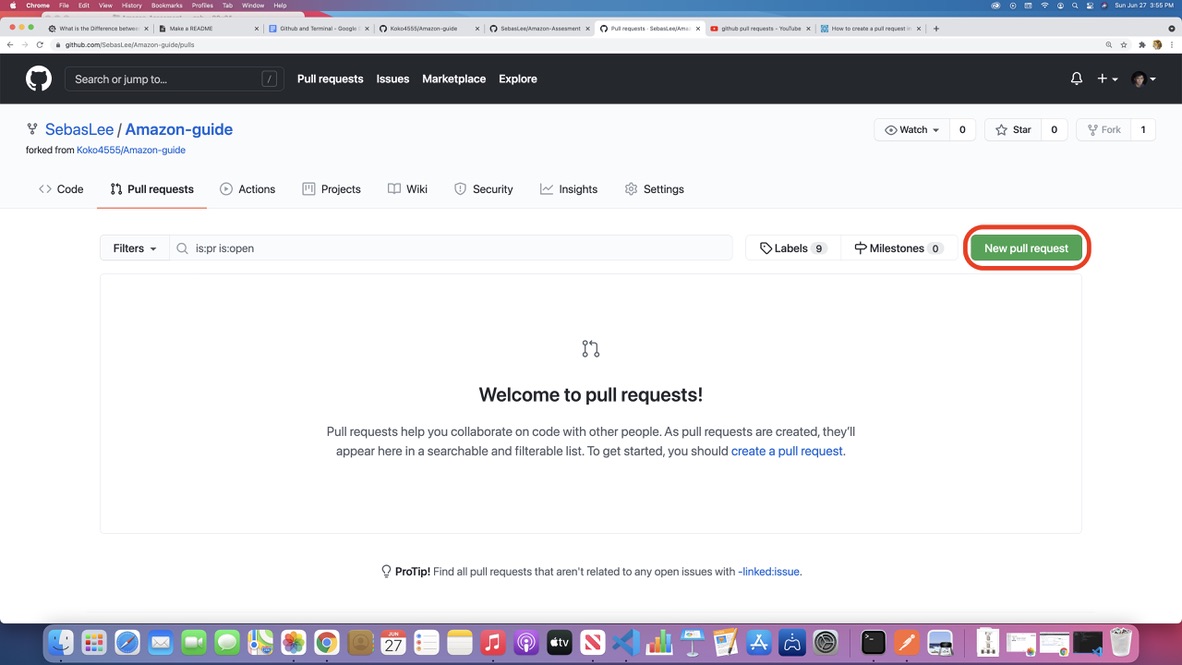 Chrome File Edit View History Bookmarks Profiles Tab Window Help Sun Jun 27 3:55 PM
What is the Difference betwee Make a README Github and Terminal - Google Koko4555/Amazon-guide SebasLee/Amazon-Assesment Pull requests · SebasLee/Amaz github pull requests - YouTube How to create a pull request
github.com/SebasLee/Amazon-guide/pulls
Search or jump to... / Pull requests Issues Marketplace Explore
SebasLee / Amazon-guide Watch 0 Star 0 Fork 1
forked from Koko4555/Amazon-guide
Code Pull requests Actions Projects Wiki Security Insights Settings
Filters is:pr is:open Labels 9 Milestones 0 New pull request
Welcome to pull requests!
Pull requests help you collaborate on code with other people. As pull requests are created, they'll
appear here in a searchable and filterable list. To get started, you should create a pull request.
ProTip! Find all pull requests that aren't related to any open issues with -linked:issue.
JUN
27
tv